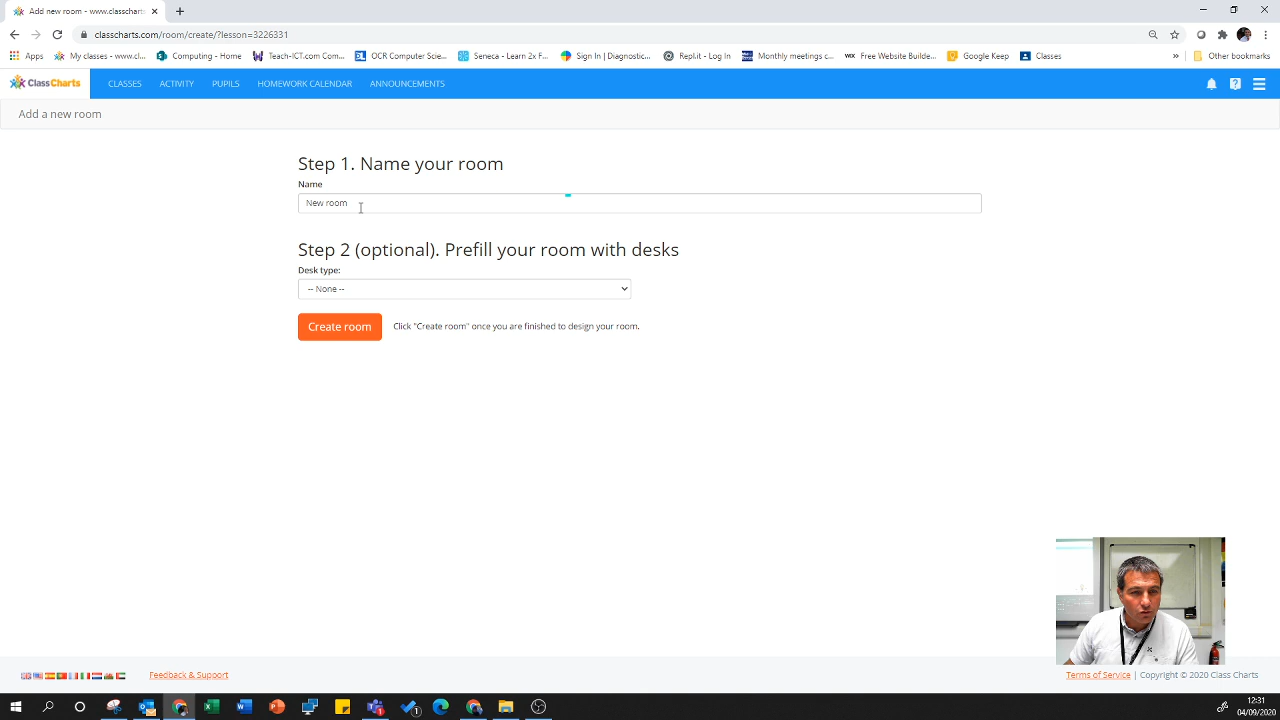 Add new room - www.classcharts.
classcharts.com/room/create/?lesson=3226331
Apps
My classes - www.cl...
Computing - Home
Teach-ICT.com Com...
OCR Computer Scie...
Seneca - Learn 2x F...
Sign In | Diagnostic...
Repl.it - Log In
Monthly meetings c...
WIX
Free Website Builde...
Google Keep
Classes
»
Other bookmarks
ClassCharts
CLASSES
ACTIVITY
PUPILS
HOMEWORK CALENDAR
ANNOUNCEMENTS
Add a new room
Step 1. Name your room
Name
New room
Step 2 (optional). Prefill your room with desks
Desk type:
-- None --
Create room
Click "Create room" once you are finished to design your room.
Feedback & Support
Terms of Service | Copyright © 2020 Class Charts
12:31
04/09/2020